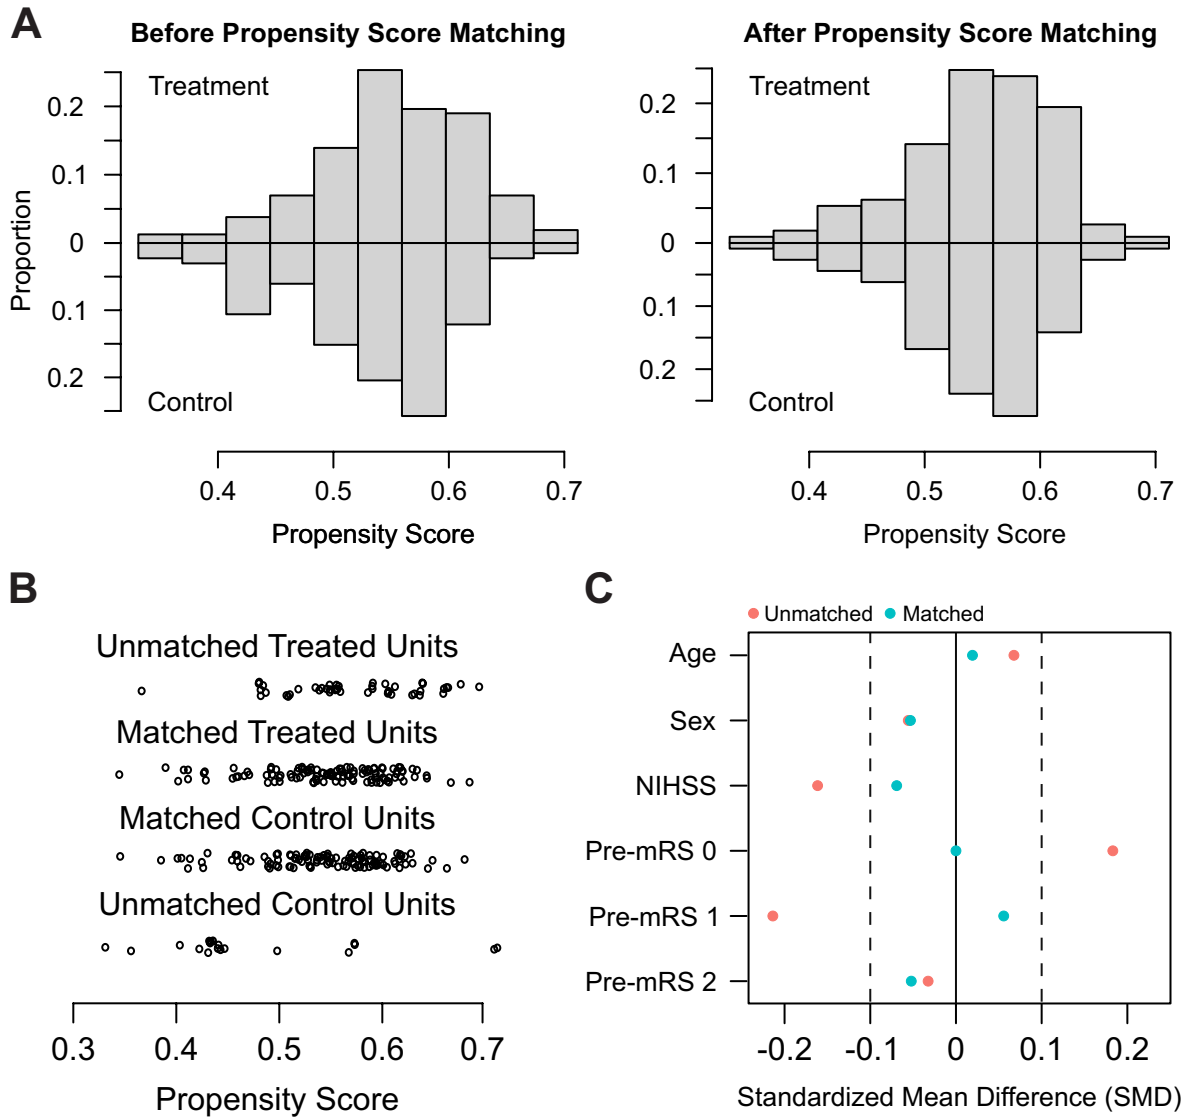 A
Before Propensity Score Matching
After Propensity Score Matching
Treatment
Treatment
Proportion
0.2
0.1
0
0.1
0.2
0.2
0.1
0
0.1
0.2
Control
Control
0.4 0.5 0.6 0.7
0.4 0.5 0.6 0.7
Propensity Score
Propensity Score
B
Unmatched Treated Units
Matched Treated Units
Matched Control Units
Unmatched Control Units
0.3 0.4 0.5 0.6 0.7
Propensity Score
C
Unmatched Matched
Age
Sex
NIHSS
Pre-mRS 0
Pre-mRS 1
Pre-mRS 2
-0.2 -0.1 0 0.1 0.2
Standardized Mean Difference (SMD)